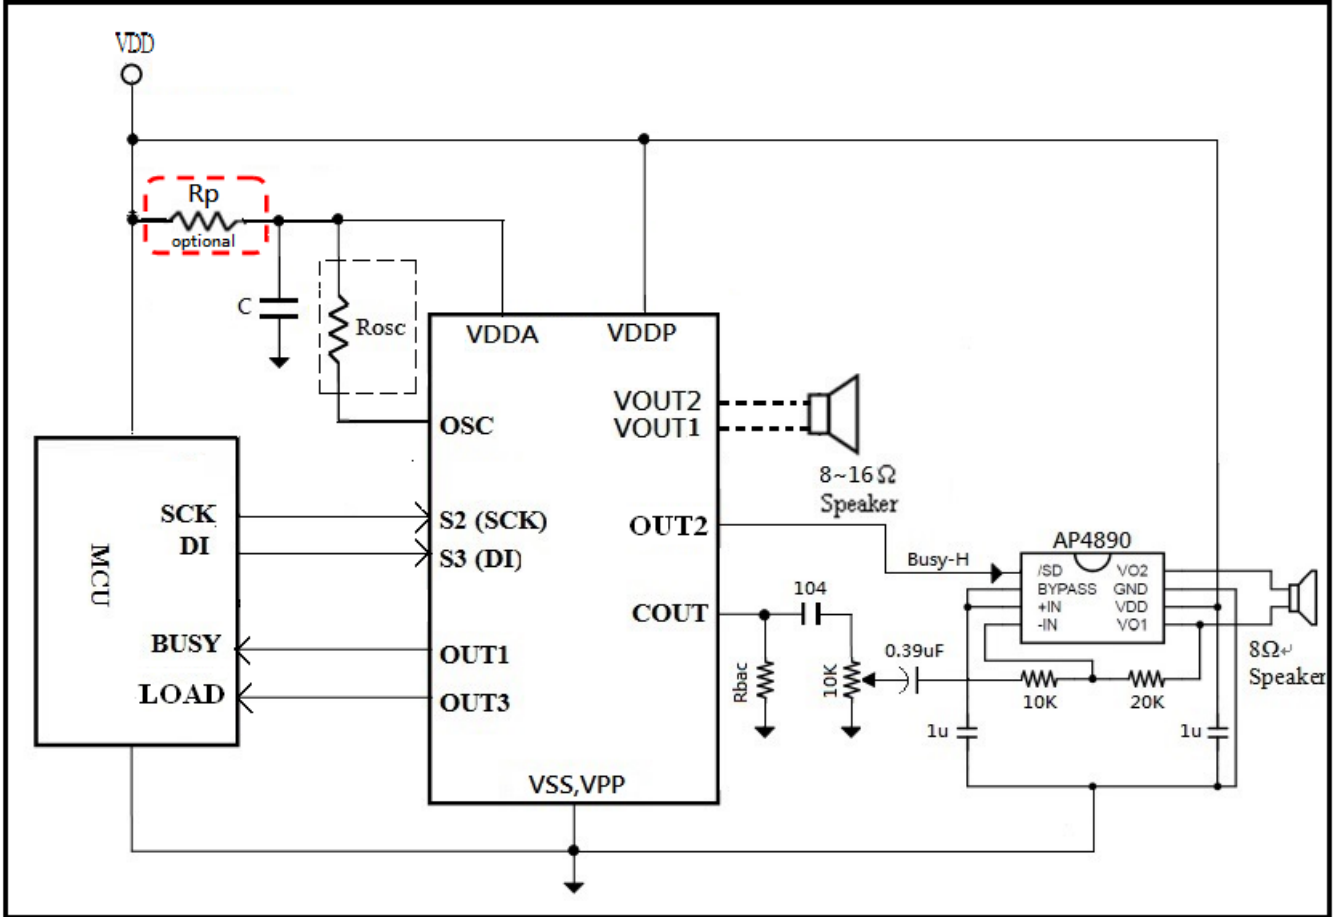 VDD
Rp
optional
C
Rosc
VDDA
VDDP
OSC
VOUT2
VOUT1
8~16 Ω
Speaker
MCU
SCK
DI
BUSY
LOAD
S2 (SCK)
S3 (DI)
OUT1
OUT3
OUT2
COUT
VSS,VPP
Busy-H
104
Rbac
10K
0.39uF
AP4890
/SD
BYPASS
+IN
-IN
VO2
GND
VDD
VO1
10K
20K
1u
1u
8Ω↵
Speaker